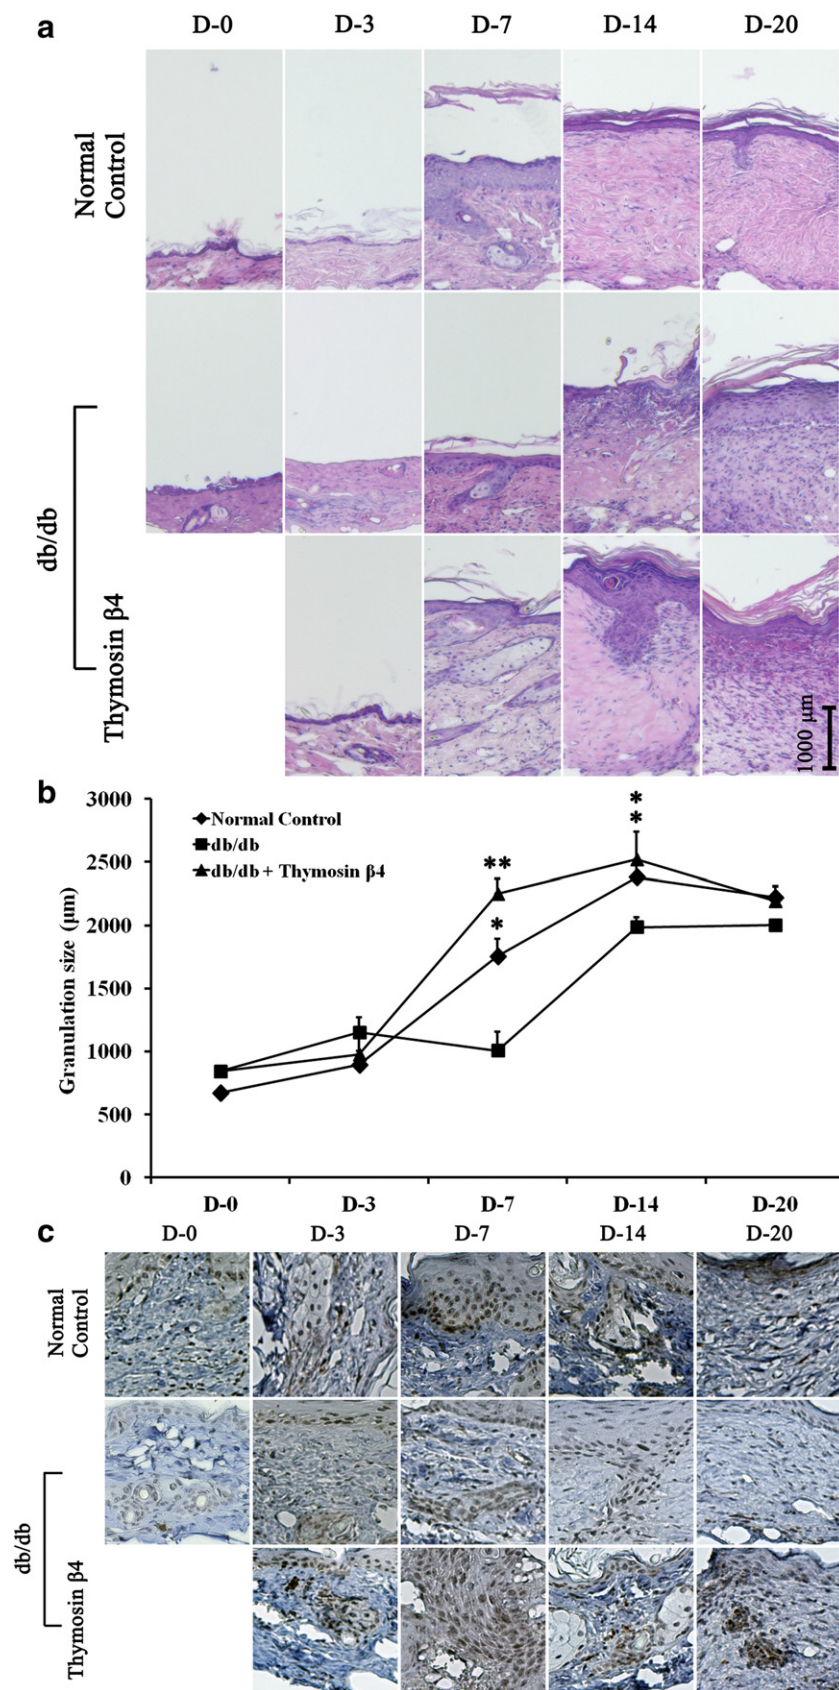 a
D-0 D-3 D-7 D-14 D-20
Normal
Control
db/db
Thymosin β4
1000 μm
b
3000
2500
2000
1500
1000
500
0
Granulation size (μm)
Normal Control
db/db
db/db + Thymosin β4
**
*
*
*
D-0 D-3 D-7 D-14 D-20
c
D-0 D-3 D-7 D-14 D-20
Normal
Control
db/db
Thymosin β4